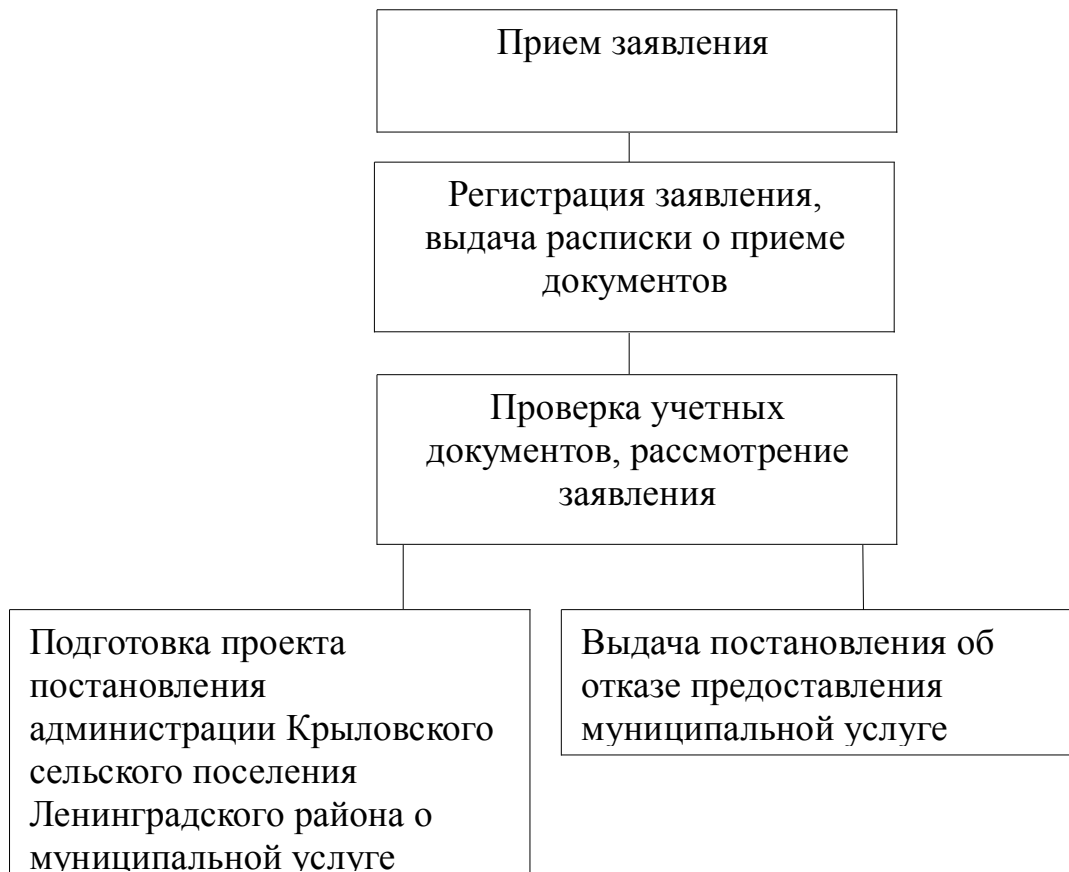 Прием заявления
Регистрация заявления,
выдача расписки о приеме
документов
Проверка учетных
документов, рассмотрение
заявления
Подготовка проекта
постановления
администрации Крыловского
сельского поселения
Ленинградского района о
муниципальной услуге
Выдача постановления об
отказе предоставления
муниципальной услуге